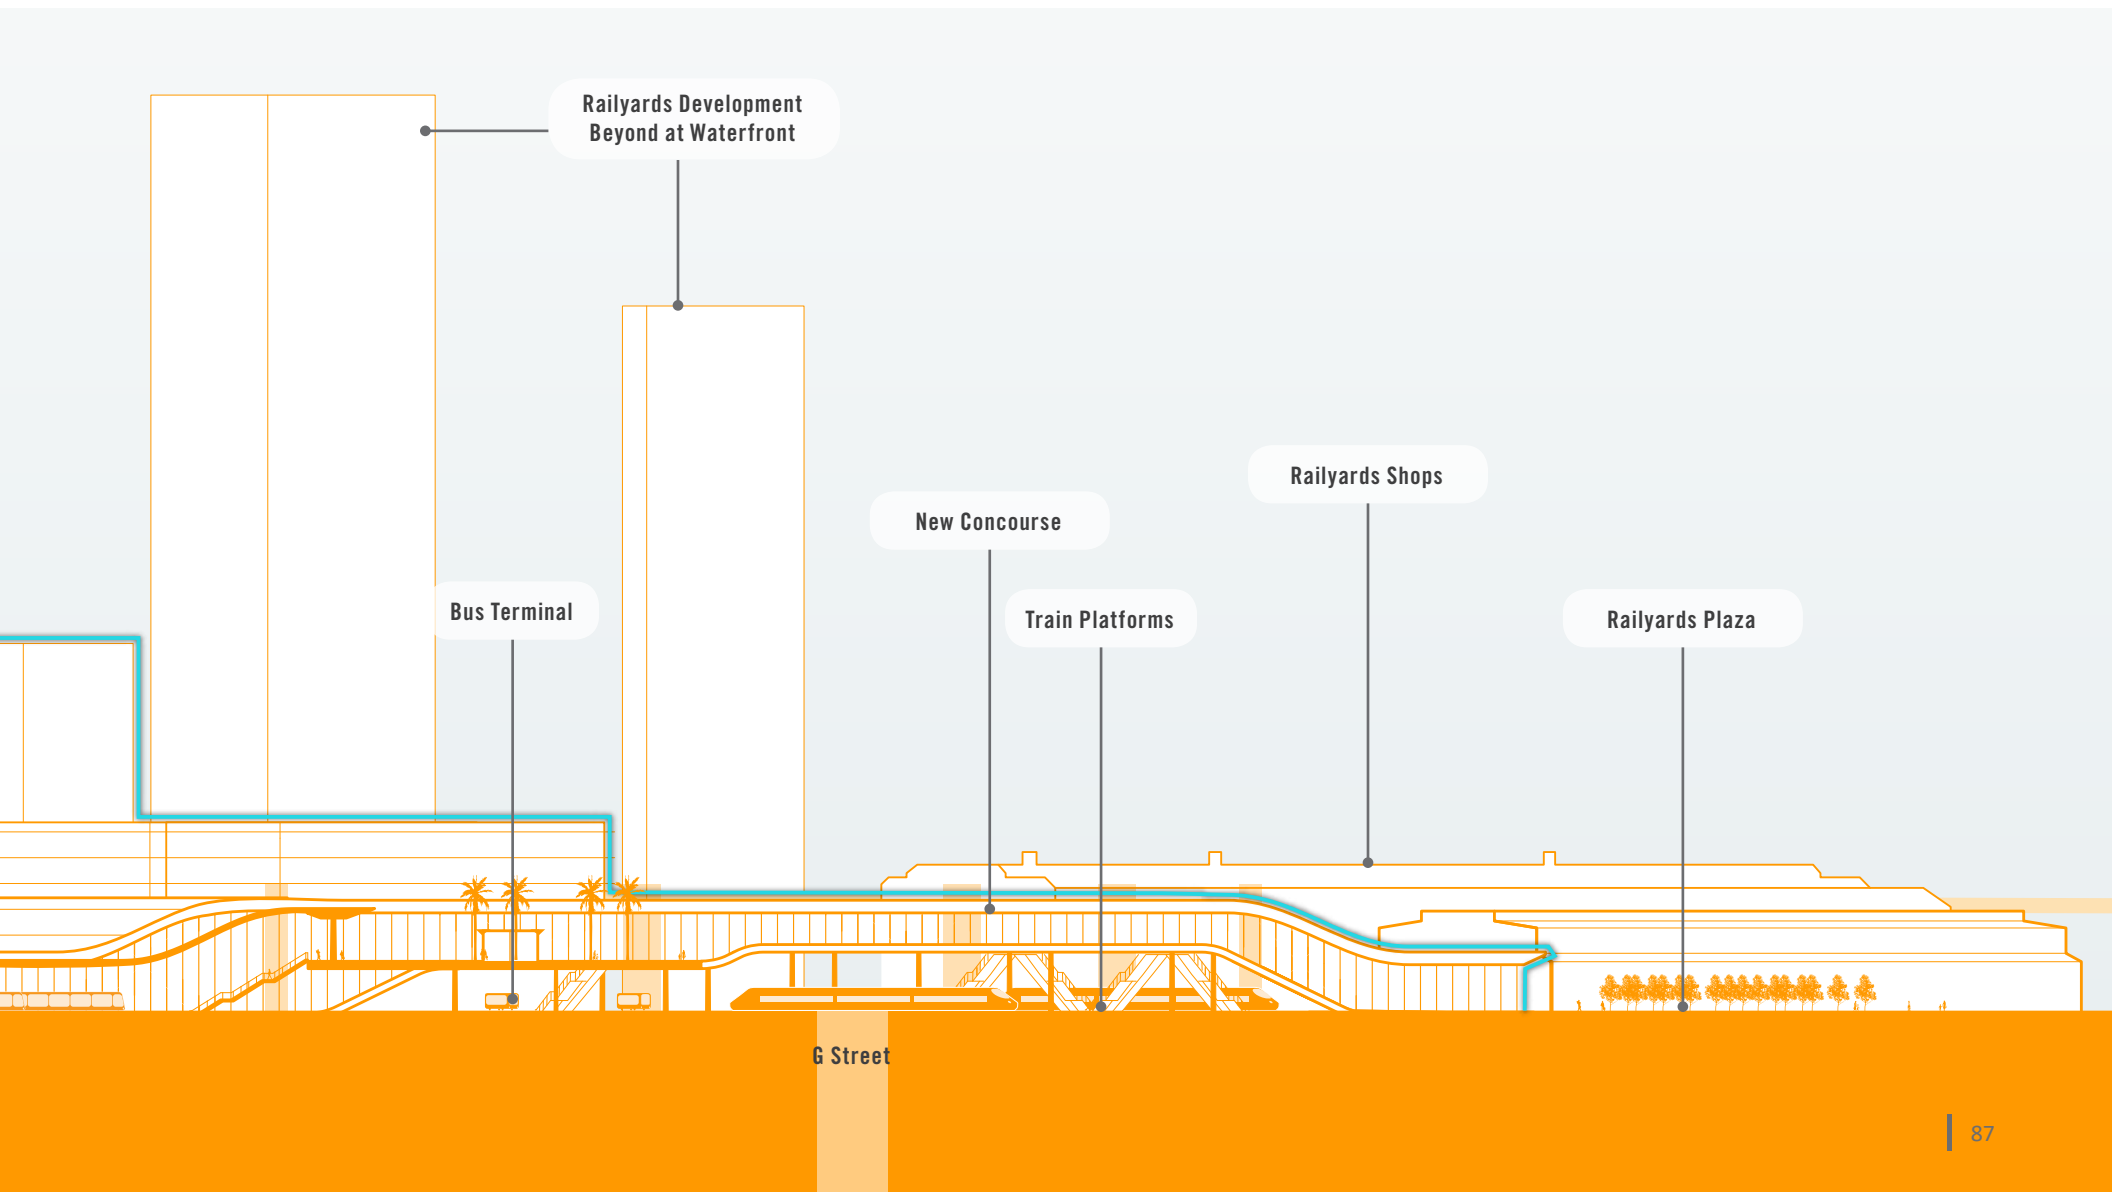 Railyards Development
Beyond at Waterfront
Railyards Shops
New Concourse
Bus Terminal
Train Platforms
Railyards Plaza
G Street
87